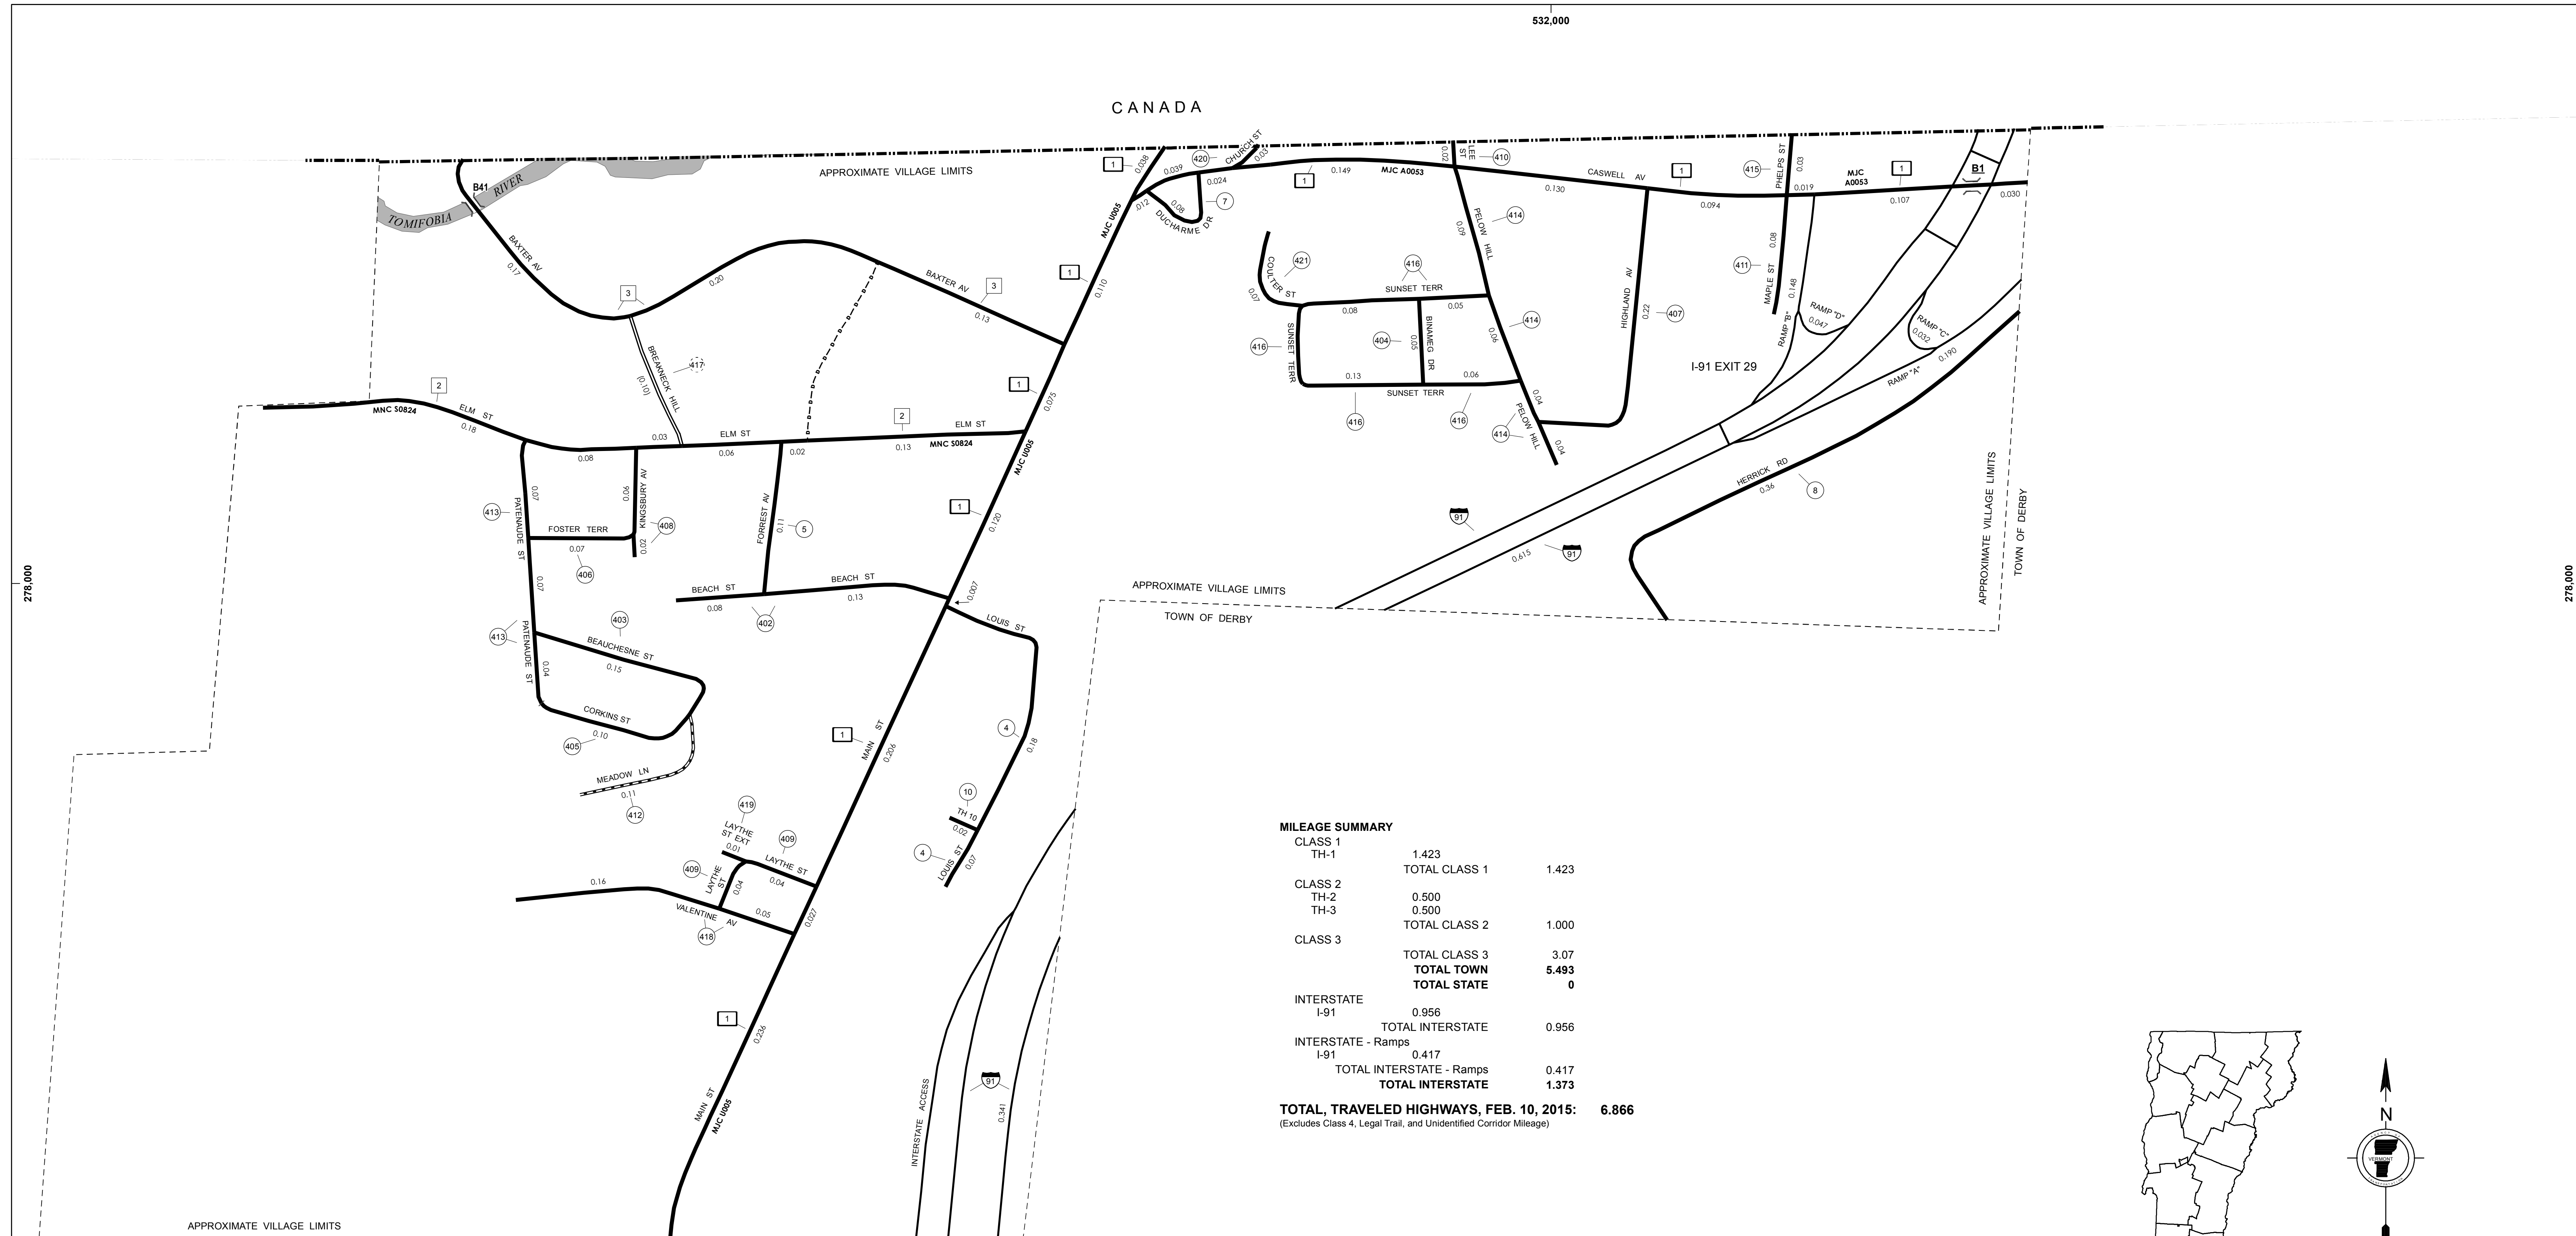 532,000
CANADA
APPROXIMATE VILLAGE LIMITS
B41
RIVER
TOMIFOBIA
BAXTER AV
0.17
3
0.20
BAXTER AV
3
0.13
BREAKNECK HILL
(0.10)
417
1
0.038
0.039
420
CHURCH ST
0.03
0.024
.012
0.08
DUCHARME DR
7
MJC U005
1
0.149
MJC A0053
0.02
LEE ST
410
0.130
CASWELL AV
1
0.094
415
PHELPS ST
0.03
0.019
MJC
A0053
1
0.107
B1
0.030
1
0.110
PELOW HILL
0.09
414
421
COULTER ST
0.07
416
SUNSET TERR
0.08
0.05
416
SUNSET TERR
404
0.05
BINAMEG DR
0.06
414
0.13
0.06
SUNSET TERR
416
416
0.04
PELOW HILL
414
0.04
HIGHLAND AV
0.22
407
411
MAPLE ST
0.08
0.148
RAMP "B"
RAMP "D"
0.047
RAMP "C"
0.032
0.190
RAMP "A"
I-91 EXIT 29
HERRICK RD
0.36
8
91
0.615
91
APPROXIMATE VILLAGE LIMITS
TOWN OF DERBY
2
MNC S0824
ELM ST
0.18
0.08
0.03
ELM ST
0.06
0.02
2
0.13
ELM ST
MNC S0824
1
0.075
MJC U005
1
0.120
413
0.07
PATENAUDE ST
FOSTER TERR
0.07
406
0.06
KINGSBURY AV
408
0.02
FORREST AV
0.11
5
0.07
BEACH ST
0.08
402
BEACH ST
0.13
0.007
278,000
278,000
413
PATENAUDE ST
0.04
403
BEAUCHESNE ST
0.15
CORKINS ST
0.10
405
MEADOW LN
0.11
412
LOUIS ST
4
0.18
10
TH 10
0.02
4
LOUIS ST
0.07
APPROXIMATE VILLAGE LIMITS
TOWN OF DERBY
1
MAIN ST
0.206
419
LAYTHE
ST EXT
0.01
409
LAYTHE ST
0.04
409
LAYTHE
ST
0.04
0.16
VALENTINE AV
0.05
418
0.027
1
0.236
MAIN ST
MJC U005
INTERSTATE ACCESS
91
0.341
MILEAGE SUMMARY
CLASS 1
TH-1 1.423
TOTAL CLASS 1 1.423
CLASS 2
TH-2 0.500
TH-3 0.500
TOTAL CLASS 2 1.000
CLASS 3
TOTAL CLASS 3 3.07
TOTAL TOWN 5.493
TOTAL STATE 0
INTERSTATE
I-91 0.956
TOTAL INTERSTATE 0.956
INTERSTATE - Ramps
I-91 0.417
TOTAL INTERSTATE - Ramps 0.417
TOTAL INTERSTATE 1.373
TOTAL, TRAVELED HIGHWAYS, FEB. 10, 2015: 6.866
(Excludes Class 4, Legal Trail, and Unidentified Corridor Mileage)
N
VERMONT
APPROXIMATE VILLAGE LIMITS